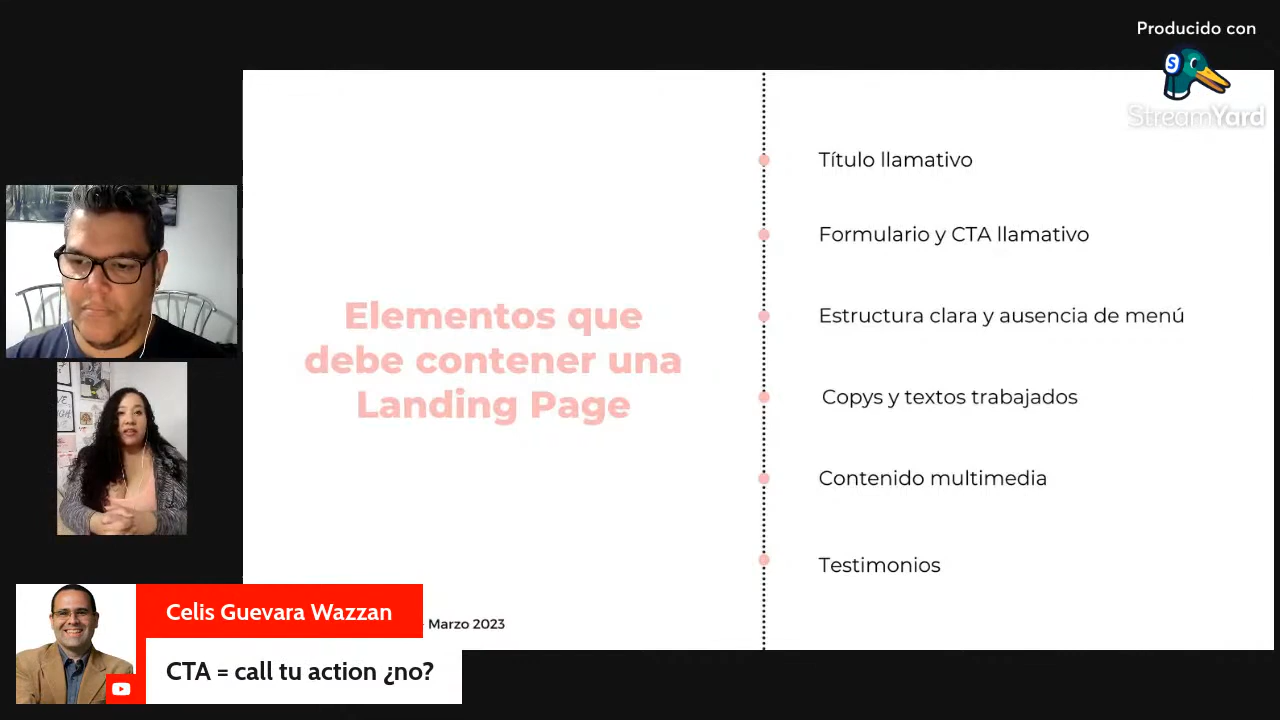 Producido con
StreamYard
Título llamativo
Formulario y CTA llamativo
Estructura clara y ausencia de menú
Copys y textos trabajados
Contenido multimedia
Testimonios
Elementos que
debe contener una
Landing Page
Marzo 2023
Celis Guevara Wazzan
CTA = call tu action ¿no?